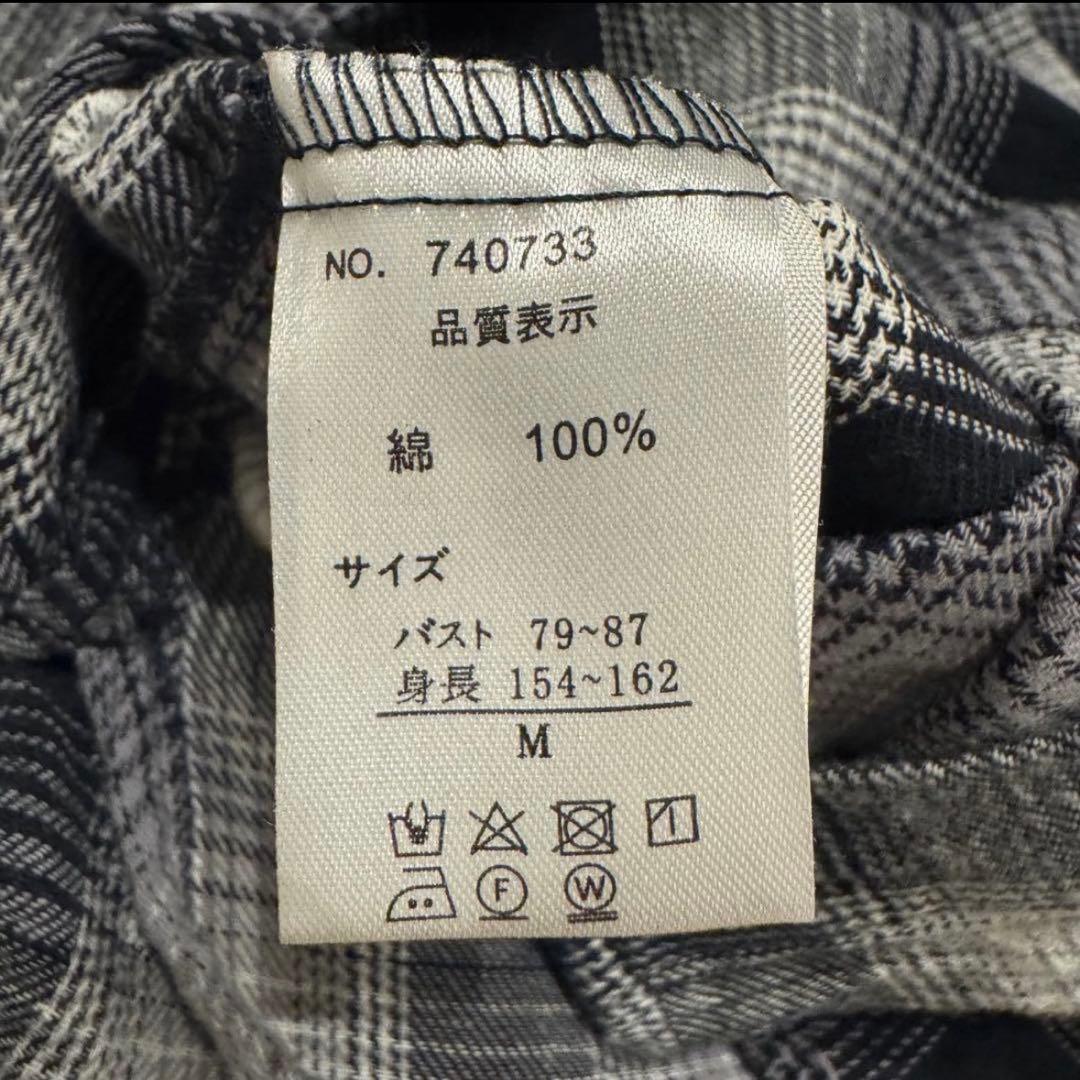 NO. 740733
品質表示
綿 100%
サイズ
バスト 79~87
身長 154~162
M
F W